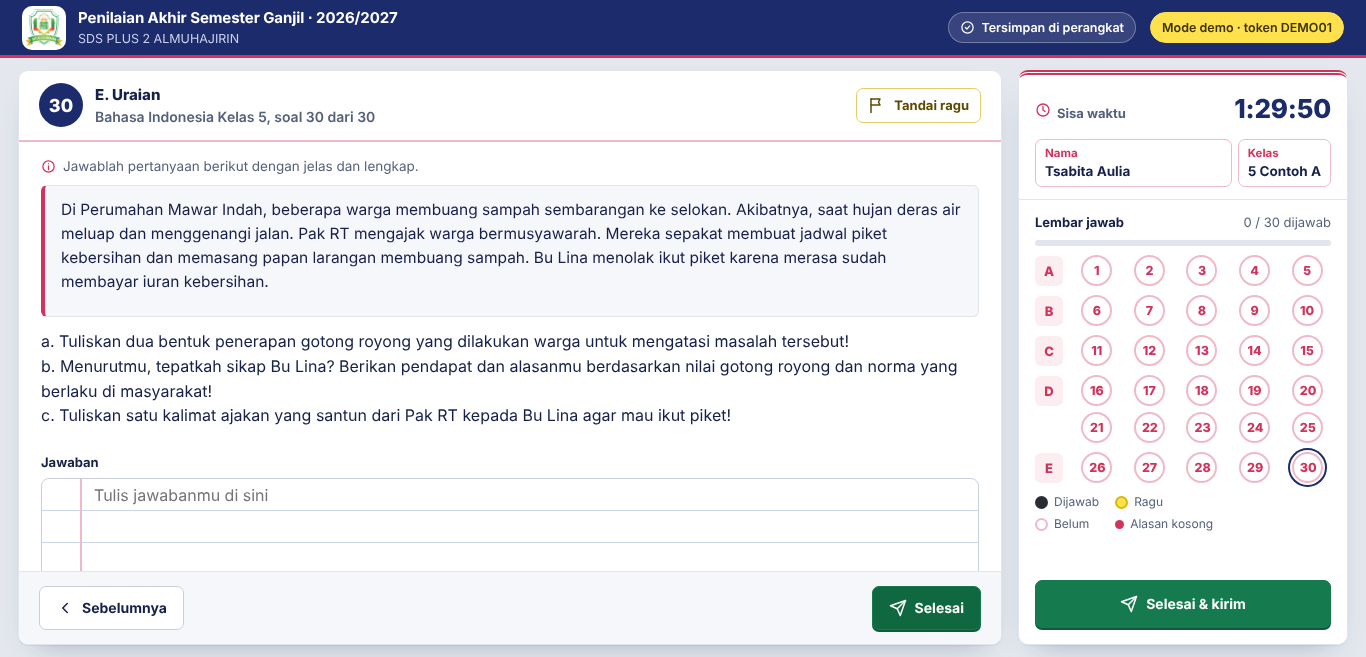 Penilaian Akhir Semester Ganjil · 2026/2027
SDS PLUS 2 ALMUHAJIRIN
Tersimpan di perangkat
Mode demo · token DEMO01
30
E. Uraian
Bahasa Indonesia Kelas 5, soal 30 dari 30
Tandai ragu
Jawablah pertanyaan berikut dengan jelas dan lengkap.
Di Perumahan Mawar Indah, beberapa warga membuang sampah sembarangan ke selokan. Akibatnya, saat hujan deras air
meluap dan menggenangi jalan. Pak RT mengajak warga bermusyawarah. Mereka sepakat membuat jadwal piket
kebersihan dan memasang papan larangan membuang sampah. Bu Lina menolak ikut piket karena merasa sudah
membayar iuran kebersihan.
a. Tuliskan dua bentuk penerapan gotong royong yang dilakukan warga untuk mengatasi masalah tersebut!
b. Menurutmu, tepatkah sikap Bu Lina? Berikan pendapat dan alasanmu berdasarkan nilai gotong royong dan norma yang
berlaku di masyarakat!
c. Tuliskan satu kalimat ajakan yang santun dari Pak RT kepada Bu Lina agar mau ikut piket!
Jawaban
Tulis jawabanmu di sini
Sebelumnya
Selesai
Sisa waktu
1:29:50
Nama
Tsabita Aulia
Kelas
5 Contoh A
Lembar jawab
0 / 30 dijawab
A 1 2 3 4 5
B 6 7 8 9 10
C 11 12 13 14 15
D 16 17 18 19 20
21 22 23 24 25
E 26 27 28 29 30
Dijawab Ragu
Belum Alasan kosong
Selesai & kirim